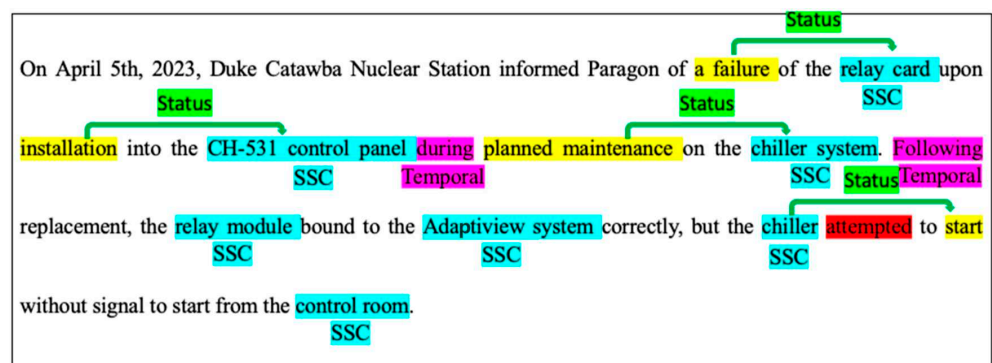 Status
On April 5th, 2023, Duke Catawba Nuclear Station informed Paragon of a failure of the relay card upon
Status Status SSC
installation into the CH-531 control panel during planned maintenance on the chiller system. Following
SSC Temporal SSC Status Temporal
replacement, the relay module bound to the Adaptiview system correctly, but the chiller attempted to start
SSC SSC SSC
without signal to start from the control room.
SSC